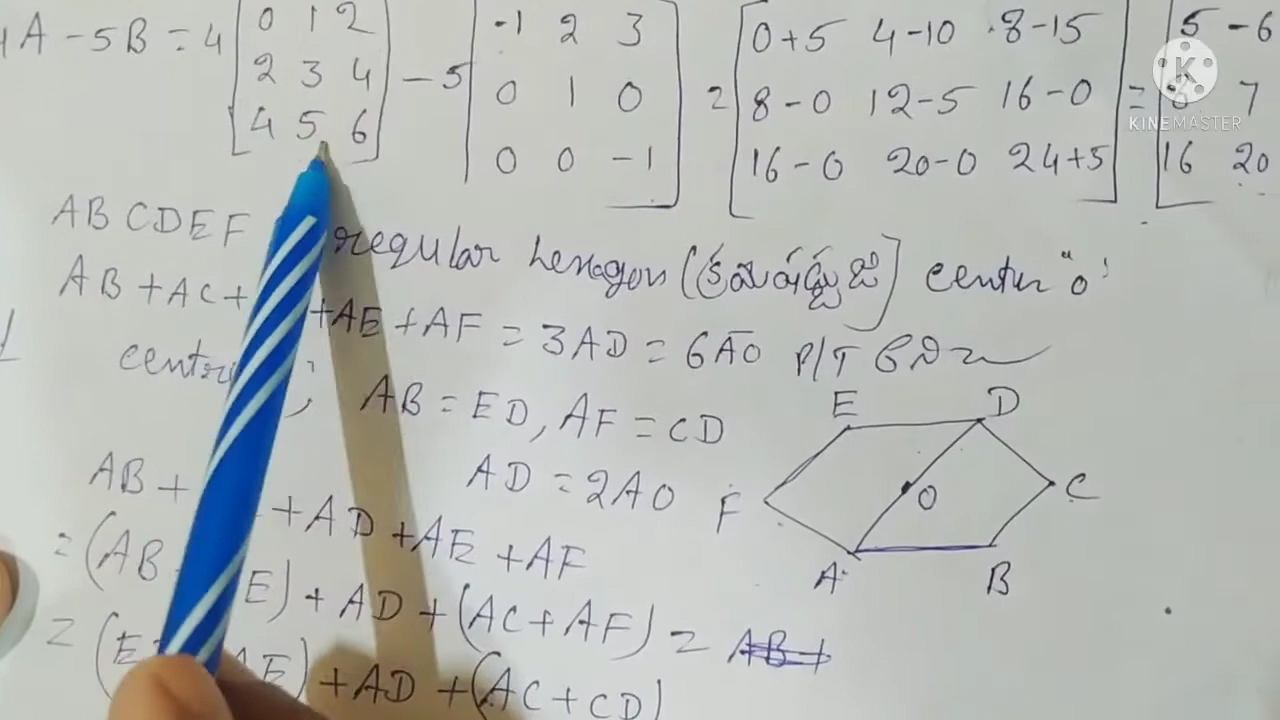 4A - 5B = 4 [0 1 2 -5 [-1 2 3 = [0+5 4-10 8-15 [5 -6
2 3 4 0 1 0 8-0 12-5 16-0 = 7
4 5 6] 0 0 -1] 16-0 20-0 24+5] 16 20
KINEMASTER
ABCDEF regular hexagon ( ) center "o"
AB + AC + + AE + AF = 3AD = 6AO P/T
AB = ED, AF = CD
AD = 2AO
AB + + AD + AE + AF
= (AB E) + AD + (AC + AF) =
= (E AE) + AD + (AC + CD)
E D
F O C
A B